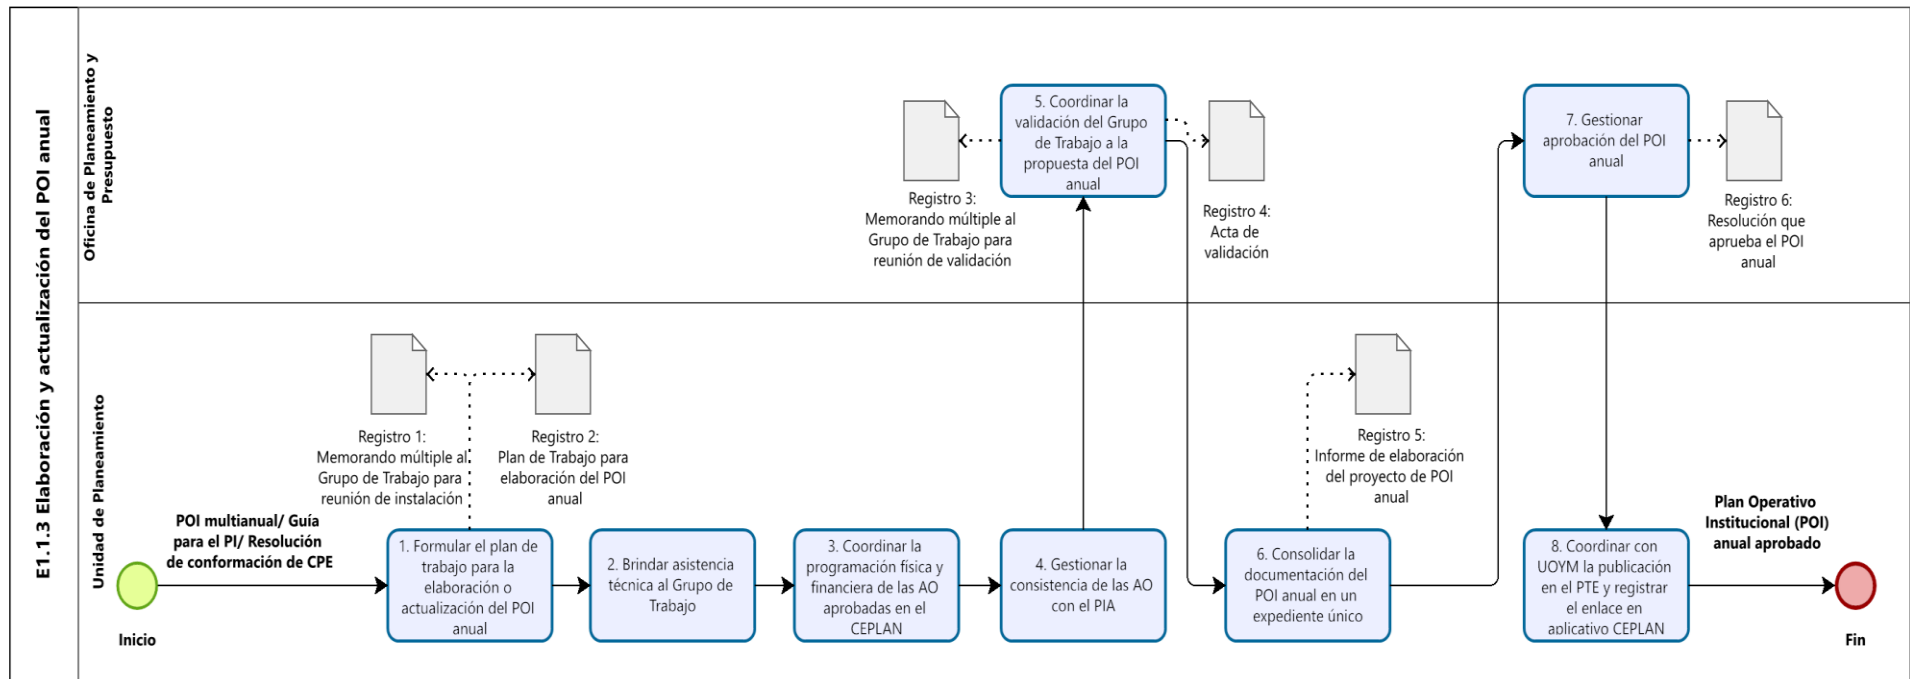 E1.1.3 Elaboración y actualización del POI anual
Oficina de Planeamiento y
Presupuesto
5. Coordinar la
validación del Grupo
de Trabajo a la
propuesta del POI
anual
Registro 3:
Memorando múltiple al
Grupo de Trabajo para
reunión de validación
Registro 4:
Acta de
validación
7. Gestionar
aprobación del POI
anual
Registro 6:
Resolución que
aprueba el POI
anual
Unidad de Planeamiento
Registro 1:
Memorando múltiple al
Grupo de Trabajo para
reunión de instalación
Registro 2:
Plan de Trabajo para
elaboración del POI
anual
Registro 5:
Informe de elaboración
del proyecto de POI
anual
POI multianual/ Guía
para el PI/ Resolución
de conformación de CPE
Inicio
1. Formular el plan de
trabajo para la
elaboración o
actualización del POI
anual
2. Brindar asistencia
técnica al Grupo de
Trabajo
3. Coordinar la
programación física y
financiera de las AO
aprobadas en el
CEPLAN
4. Gestionar la
consistencia de las AO
con el PIA
6. Consolidar la
documentación del
POI anual en un
expediente único
8. Coordinar con
UOYM la publicación
en el PTE y registrar
el enlace en
aplicativo CEPLAN
Plan Operativo
Institucional (POI)
anual aprobado
Fin